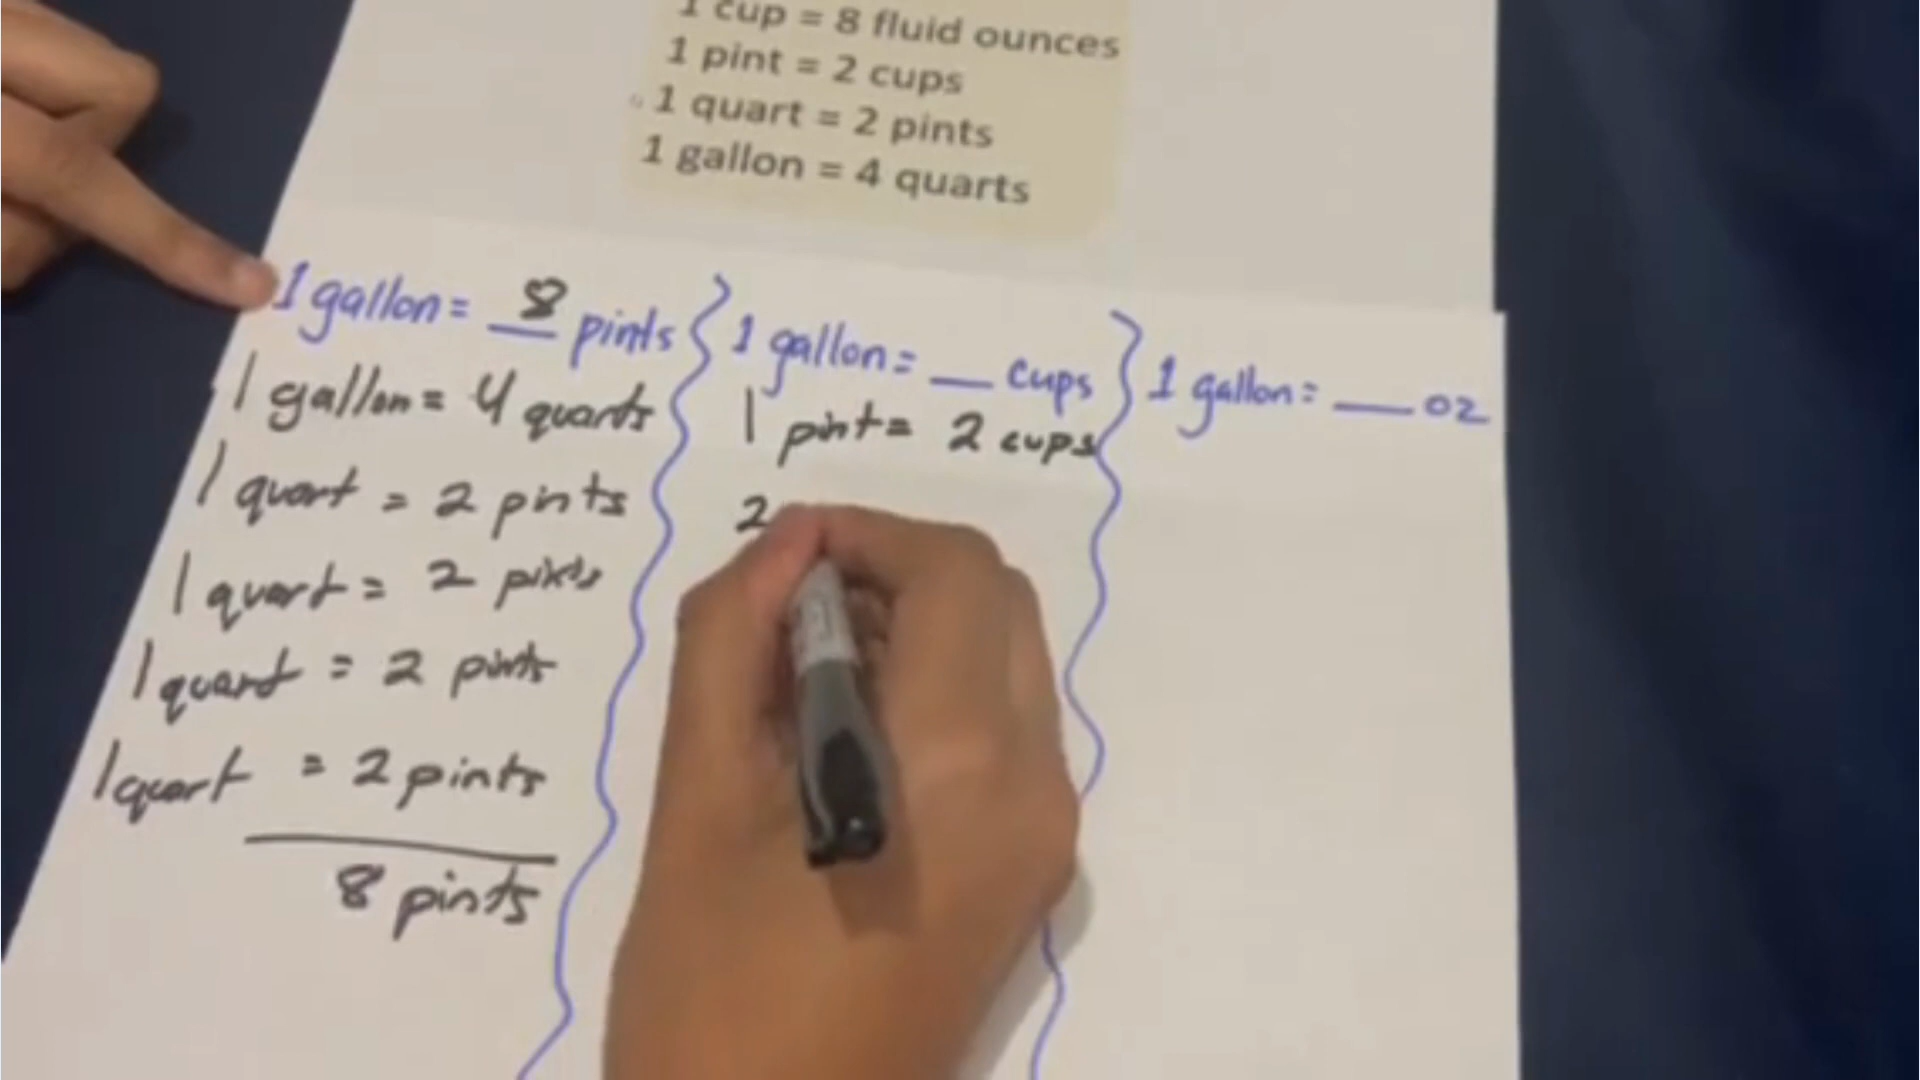 1 cup = 8 fluid ounces
1 pint = 2 cups
1 quart = 2 pints
1 gallon = 4 quarts
1 gallon = 8 pints
1 gallon = 4 quarts
1 quart = 2 pints
1 quart = 2 pints
1 quart = 2 pints
1 quart = 2 pints
8 pints
1 gallon = __ cups
1 pint = 2 cups
2
1 gallon = __ oz